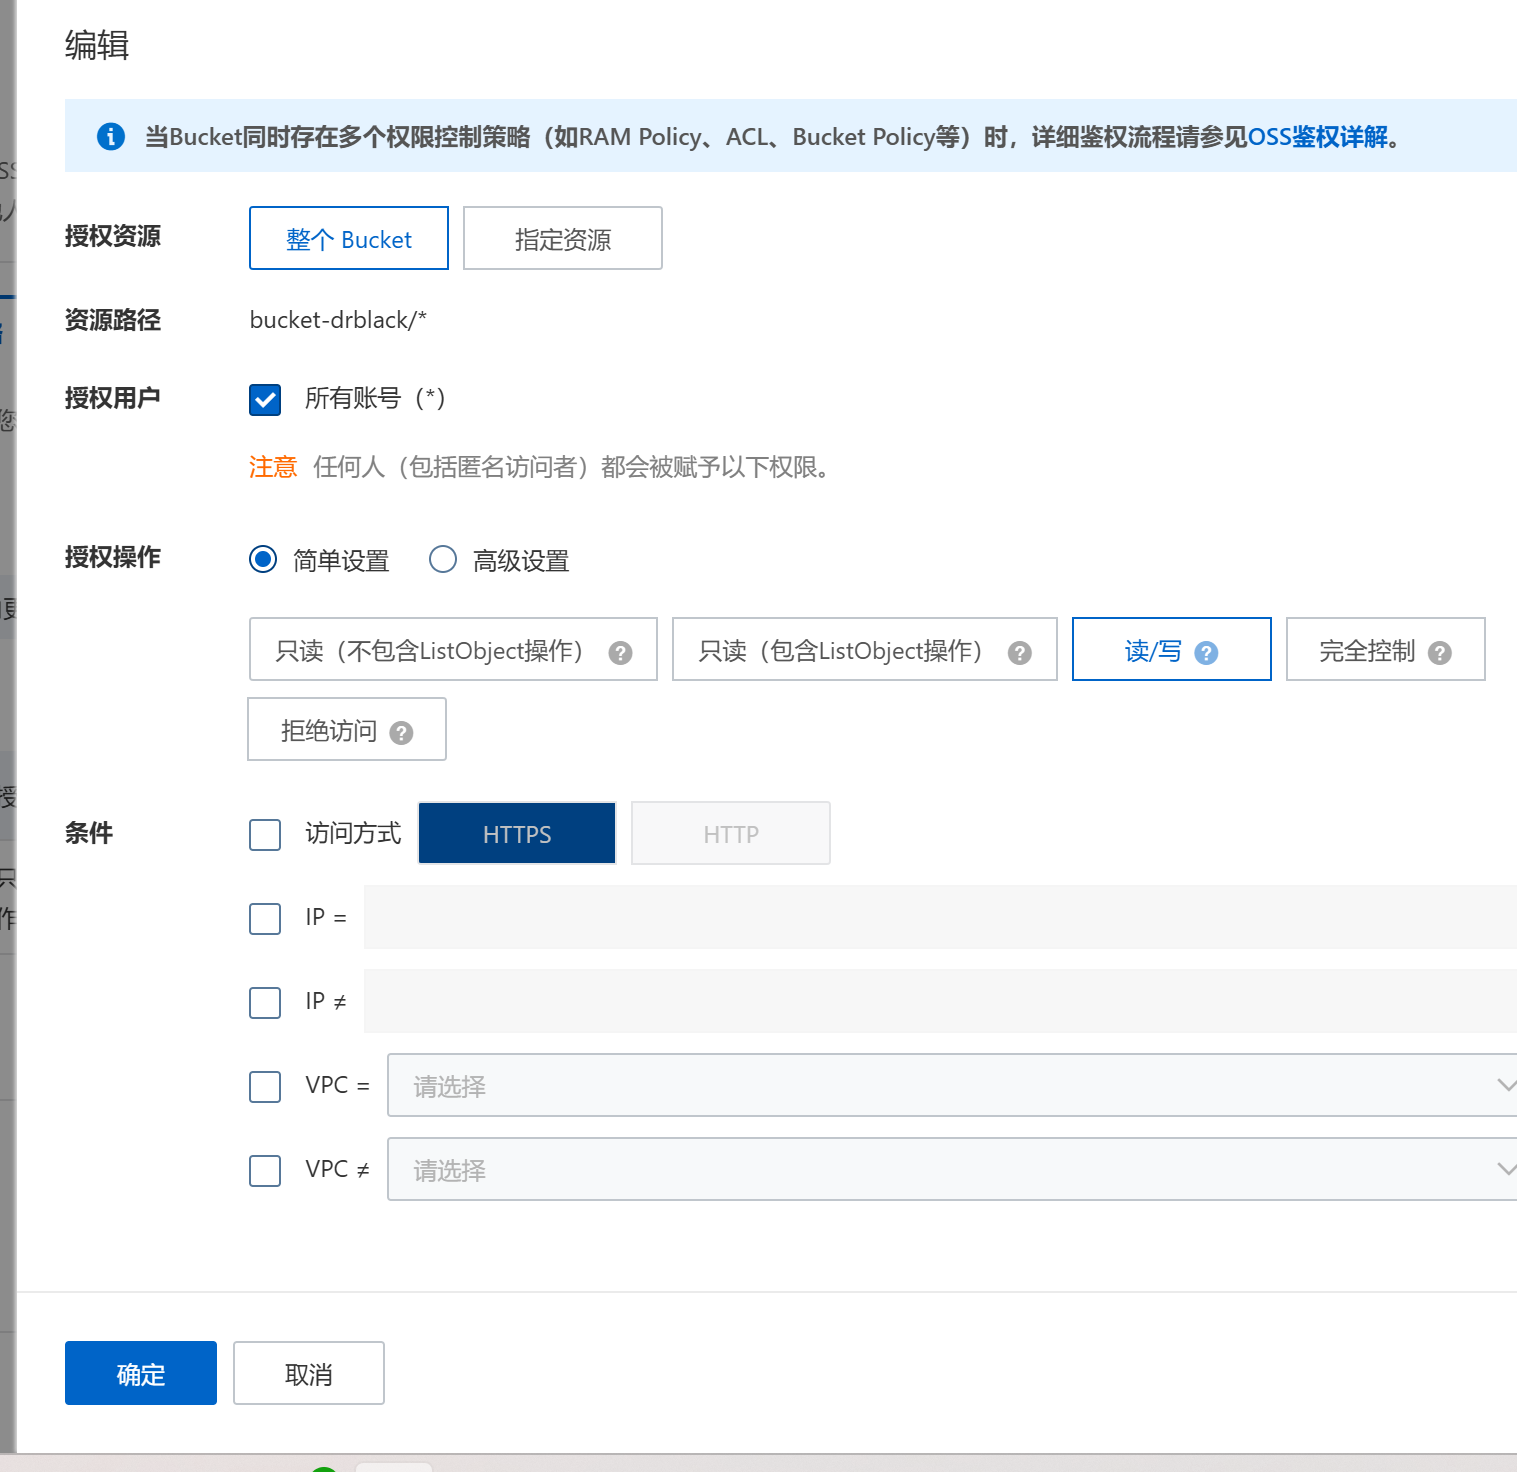 编辑
当Bucket同时存在多个权限控制策略（如RAM Policy、ACL、Bucket Policy等）时，详细鉴权流程请参见OSS鉴权详解。
授权资源 整个 Bucket 指定资源
资源路径 bucket-drblack/*
授权用户 所有账号（*）
注意 任何人（包括匿名访问者）都会被赋予以下权限。
授权操作 简单设置 高级设置
只读（不包含ListObject操作） 只读（包含ListObject操作） 读/写 完全控制
拒绝访问
条件 访问方式 HTTPS HTTP
IP =
IP ≠
VPC = 请选择
VPC ≠ 请选择
确定 取消